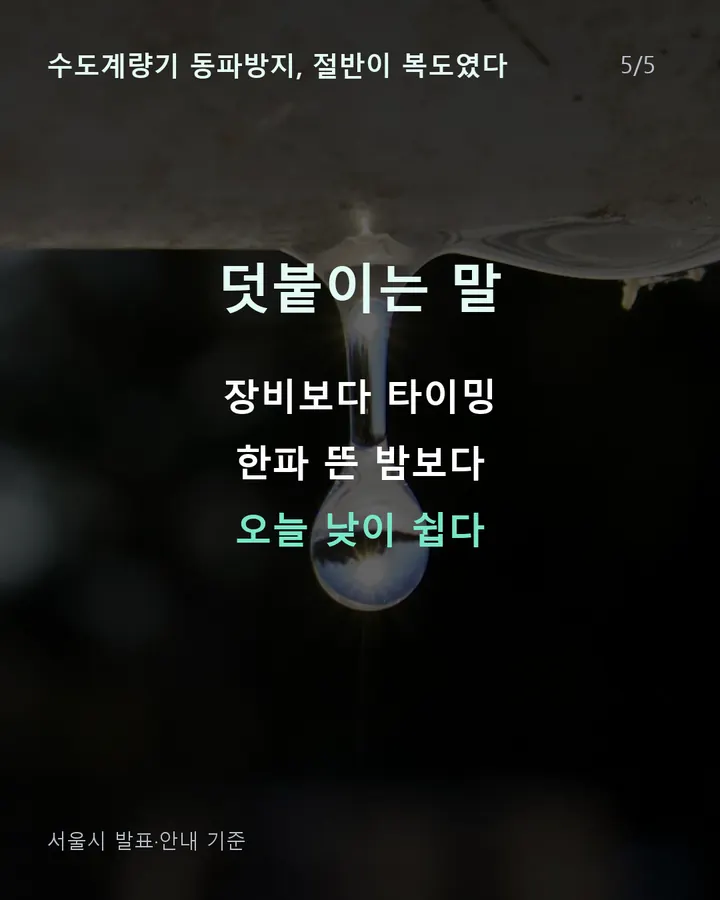 수도계량기 동파방지, 절반이 복도였다
5/5
덧붙이는 말
장비보다 타이밍
한파 뜬 밤보다
오늘 낮이 쉽다
서울시 발표·안내 기준